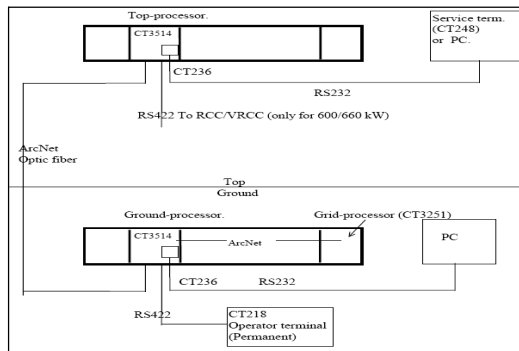 Top-processor.
Service term.
(CT248)
or PC.
CT3514
CT236
RS232
RS422 To RCC/VRCC (only for 600/660 kW)
ArcNet
Optic fiber
Top
Ground
Ground-processor.
Grid-processor (CT3251)
CT3514
ArcNet
PC
CT236
RS232
RS422
CT218
Operator terminal
(Permanent)